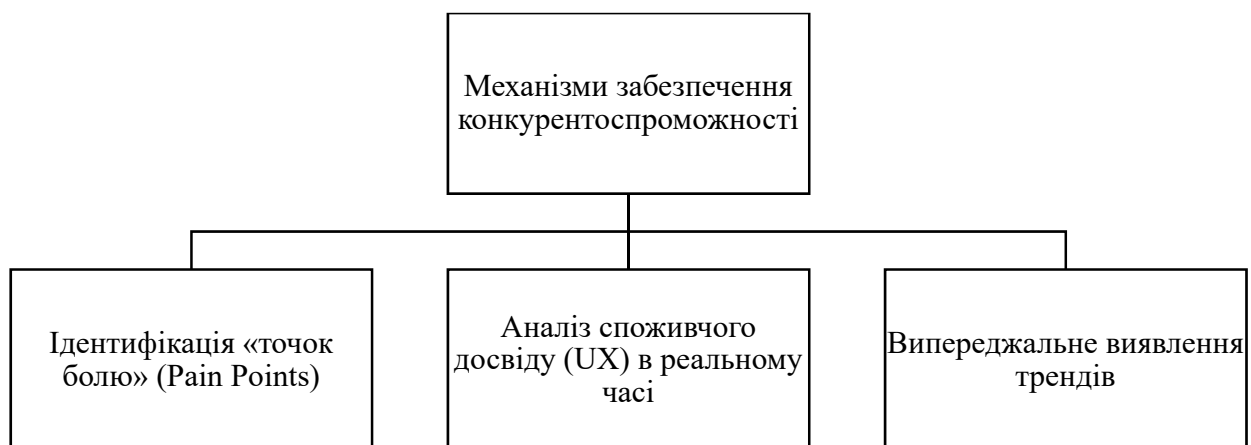 Механізми забезпечення
конкурентоспроможності
Ідентифікація «точок
болю» (Pain Points)
Аналіз споживчого
досвіду (UX) в реальному
часі
Випереджальне виявлення
трендів